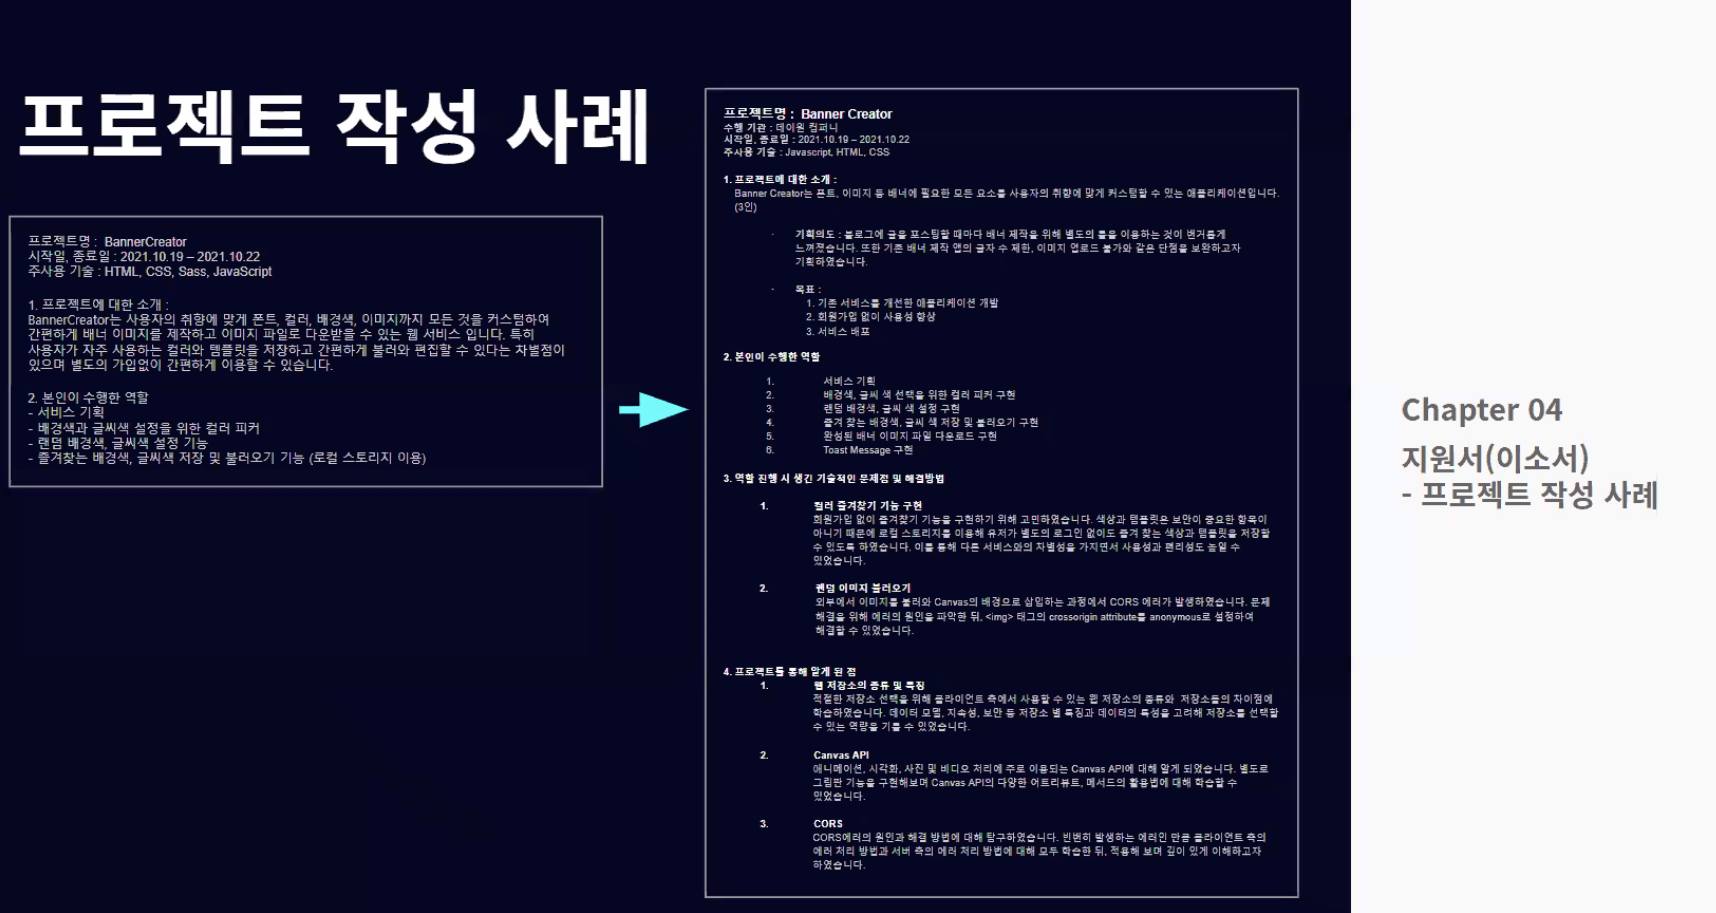 프로젝트 작성 사례
프로젝트명 : BannerCreator
시작일, 종료일 : 2021.10.19 – 2021.10.22
주사용 기술 : HTML, CSS, Sass, JavaScript
1. 프로젝트에 대한 소개 :
BannerCreator는 사용자의 취향에 맞게 폰트, 컬러, 배경색, 이미지까지 모든 것을 커스텀하여
간편하게 배너 이미지를 제작하고 이미지 파일로 다운받을 수 있는 웹 서비스 입니다. 특히
사용자가 자주 사용하는 컬러와 템플릿을 저장하고 간편하게 불러와 편집할 수 있다는 차별점이
있으며 별도의 가입없이 간편하게 이용할 수 있습니다.
2. 본인이 수행한 역할
- 서비스 기획
- 배경색과 글씨색 설정을 위한 컬러 피커
- 랜덤 배경색, 글씨색 설정 기능
- 즐겨찾는 배경색, 글씨색 저장 및 불러오기 기능 (로컬 스토리지 이용)
프로젝트명 : Banner Creator
수행 기관 : 데이원 컴퍼니
시작일, 종료일 : 2021.10.19 – 2021.10.22
주사용 기술 : Javascript, HTML, CSS
1. 프로젝트에 대한 소개 :
Banner Creator는 폰트, 이미지 등 배너에 필요한 모든 요소를 사용자의 취향에 맞게 커스텀할 수 있는 애플리케이션입니다.
(3인)
· 기획의도 : 블로그에 글을 포스팅할 때마다 배너 제작을 위해 별도의 툴을 이용하는 것이 번거롭게
느껴졌습니다. 또한 기존 배너 제작 앱의 글자 수 제한, 이미지 업로드 불가와 같은 단점을 보완하고자
기획하였습니다.
· 목표 :
1. 기존 서비스를 개선한 애플리케이션 개발
2. 회원가입 없이 사용성 향상
3. 서비스 배포
2. 본인이 수행한 역할
1. 서비스 기획
2. 배경색, 글씨 색 선택을 위한 컬러 피커 구현
3. 랜덤 배경색, 글씨 색 설정 구현
4. 즐겨 찾는 배경색, 글씨 색 저장 및 불러오기 구현
5. 완성된 배너 이미지 파일 다운로드 구현
6. Toast Message 구현
3. 역할 진행 시 생긴 기술적인 문제점 및 해결방법
1. 컬러 즐겨찾기 기능 구현
회원가입 없이 즐겨찾기 기능을 구현하기 위해 고민하였습니다. 색상과 템플릿은 보안이 중요한 항목이
아니기 때문에 로컬 스토리지를 이용해 유저가 별도의 로그인 없이도 즐겨 찾는 색상과 템플릿을 저장할
수 있도록 하였습니다. 이를 통해 다른 서비스와의 차별성을 가지면서 사용성과 편리성도 높일 수
있었습니다.
2. 랜덤 이미지 불러오기
외부에서 이미지를 불러와 Canvas의 배경으로 삽입하는 과정에서 CORS 에러가 발생하였습니다. 문제
해결을 위해 에러의 원인을 파악한 뒤, <img> 태그의 crossorigin attribute를 anonymous로 설정하여
해결할 수 있었습니다.
4. 프로젝트를 통해 알게 된 점
1. 웹 저장소의 종류 및 특징
적절한 저장소 선택을 위해 클라이언트 측에서 사용할 수 있는 웹 저장소의 종류와 저장소들의 차이점에
학습하였습니다. 데이터 모델, 지속성, 보안 등 저장소 별 특징과 데이터의 특성을 고려해 저장소를 선택할
수 있는 역량을 기를 수 있었습니다.
2. Canvas API
애니메이션, 시각화, 사진 및 비디오 처리에 주로 이용되는 Canvas API에 대해 알게 되었습니다. 별도로
그림판 기능을 구현해보며 Canvas API의 다양한 어트리뷰트, 메서드의 활용법에 대해 학습할 수
있었습니다.
3. CORS
CORS에러의 원인과 해결 방법에 대해 탐구하였습니다. 빈번히 발생하는 에러인 만큼 클라이언트 측의
에러 처리 방법과 서버 측의 에러 처리 방법에 대해 모두 학습한 뒤, 적용해 보며 깊이 있게 이해하고자
하였습니다.
Chapter 04
지원서(이소서)
- 프로젝트 작성 사례